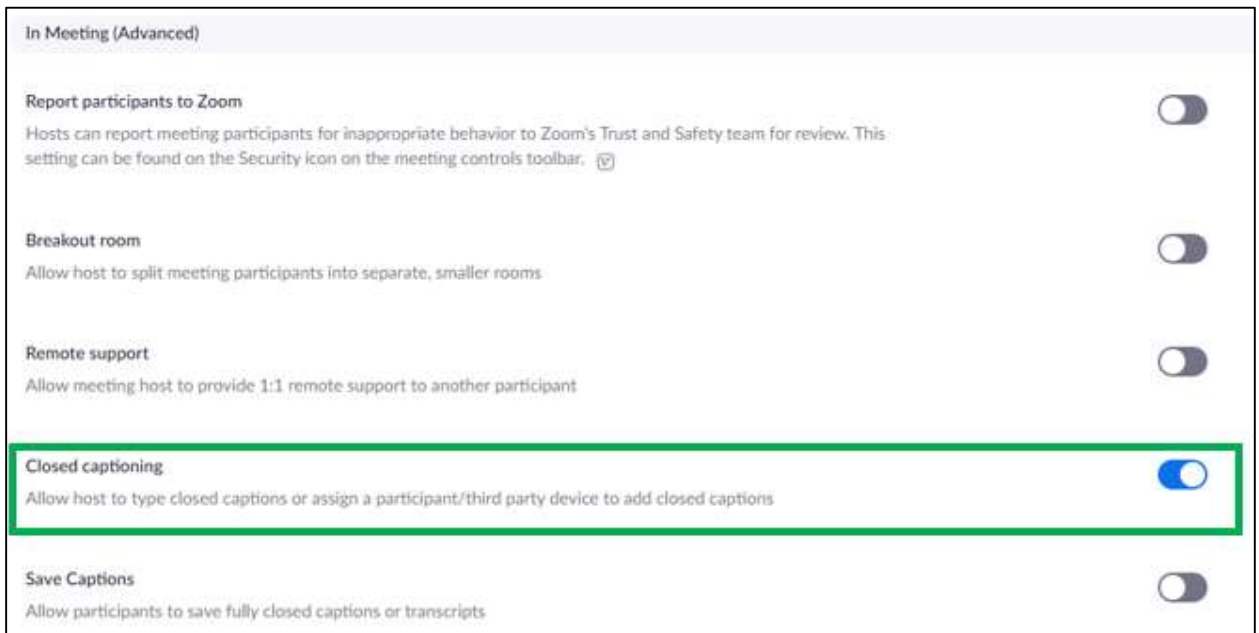 In Meeting (Advanced)
Report participants to Zoom
Hosts can report meeting participants for inappropriate behavior to Zoom's Trust and Safety team for review. This
setting can be found on the Security icon on the meeting controls toolbar.
Breakout room
Allow host to split meeting participants into separate, smaller rooms
Remote support
Allow meeting host to provide 1:1 remote support to another participant
Closed captioning
Allow host to type closed captions or assign a participant/third party device to add closed captions
Save Captions
Allow participants to save fully closed captions or transcripts